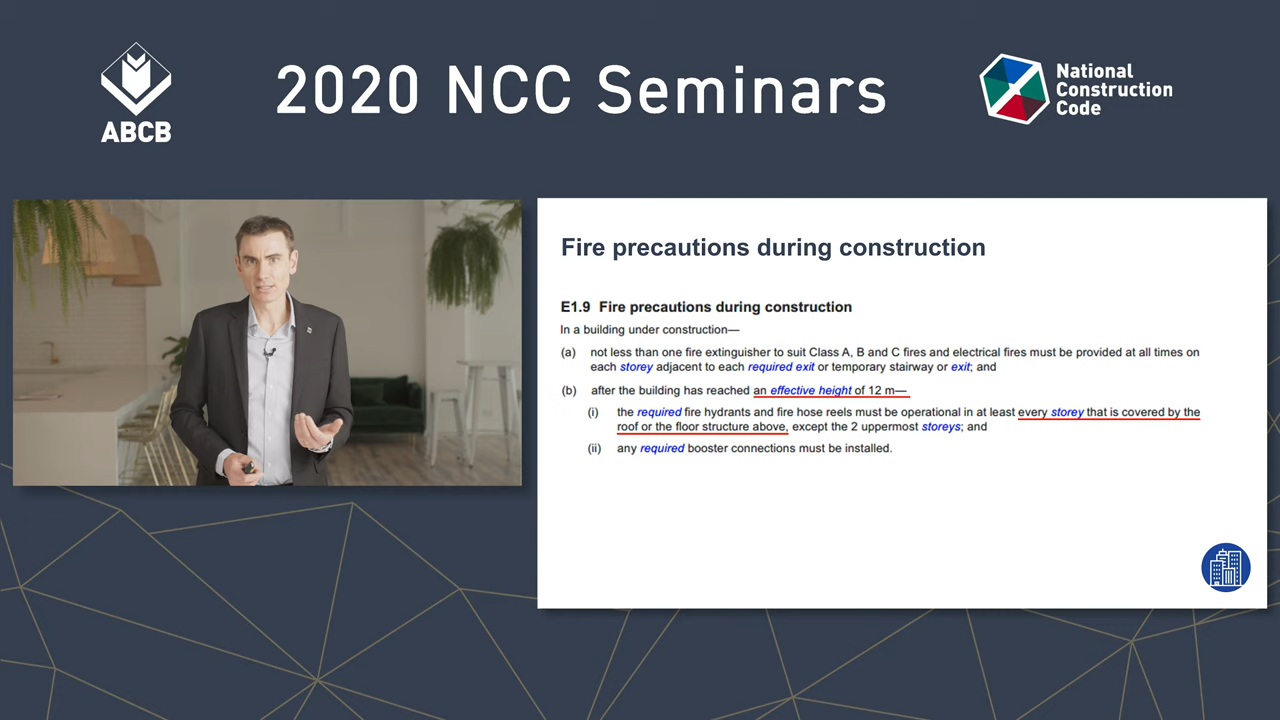 ABCB
2020 NCC Seminars
National
Construction
Code
Fire precautions during construction
E1.9 Fire precautions during construction
In a building under construction—
(a) not less than one fire extinguisher to suit Class A, B and C fires and electrical fires must be provided at all times on
each storey adjacent to each required exit or temporary stairway or exit; and
(b) after the building has reached an effective height of 12 m—
(i) the required fire hydrants and fire hose reels must be operational in at least every storey that is covered by the
roof or the floor structure above, except the 2 uppermost storeys; and
(ii) any required booster connections must be installed.